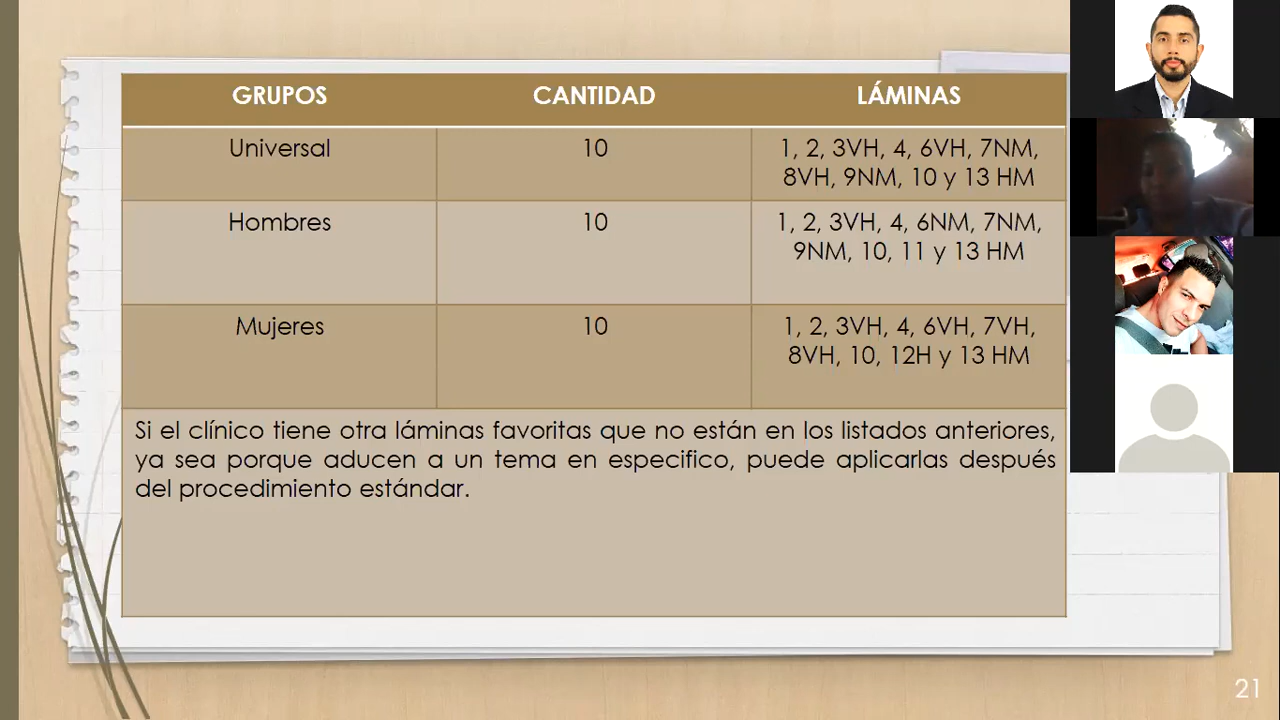 GRUPOS CANTIDAD LÁMINAS
Universal 10 1, 2, 3VH, 4, 6VH, 7NM,
8VH, 9NM, 10 y 13 HM
Hombres 10 1, 2, 3VH, 4, 6NM, 7NM,
9NM, 10, 11 y 13 HM
Mujeres 10 1, 2, 3VH, 4, 6VH, 7VH,
8VH, 10, 12H y 13 HM
Si el clínico tiene otra láminas favoritas que no están en los listados anteriores,
ya sea porque aducen a un tema en especifico, puede aplicarlas después
del procedimiento estándar.
21